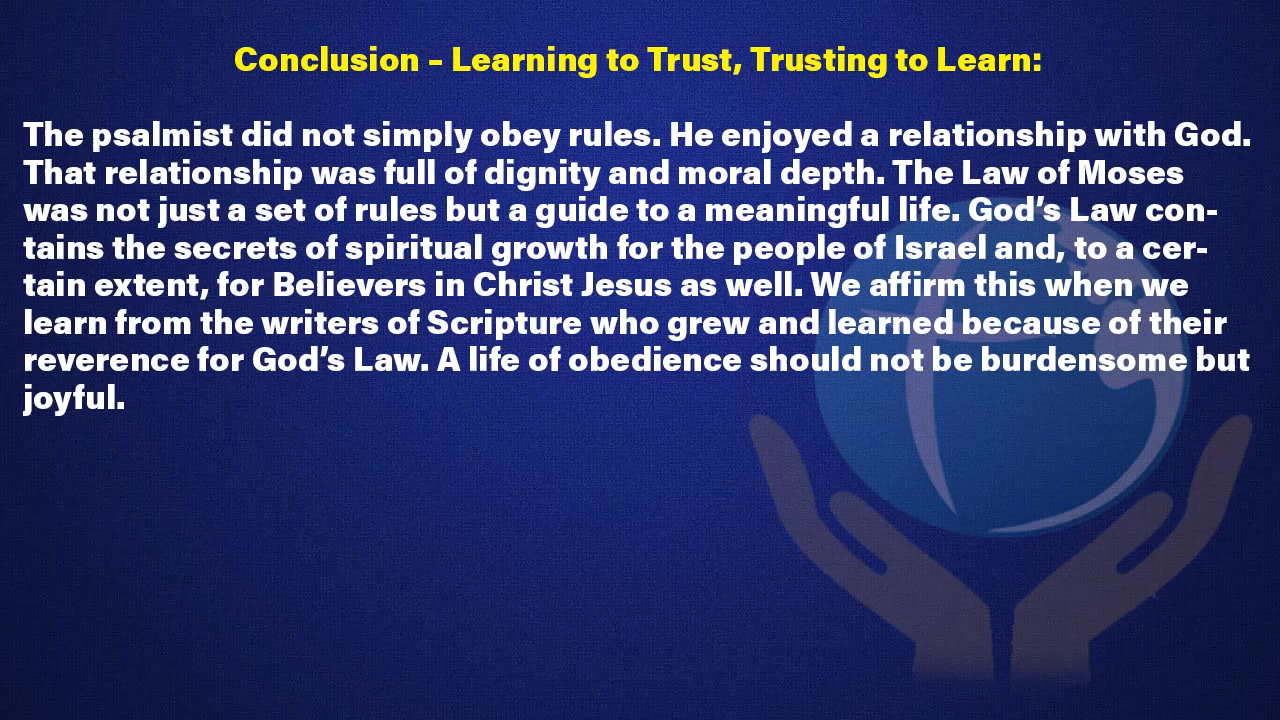 Conclusion – Learning to Trust, Trusting to Learn:
The psalmist did not simply obey rules. He enjoyed a relationship with God.
That relationship was full of dignity and moral depth. The Law of Moses
was not just a set of rules but a guide to a meaningful life. God’s Law con-
tains the secrets of spiritual growth for the people of Israel and, to a cer-
tain extent, for Believers in Christ Jesus as well. We affirm this when we
learn from the writers of Scripture who grew and learned because of their
reverence for God’s Law. A life of obedience should not be burdensome but
joyful.